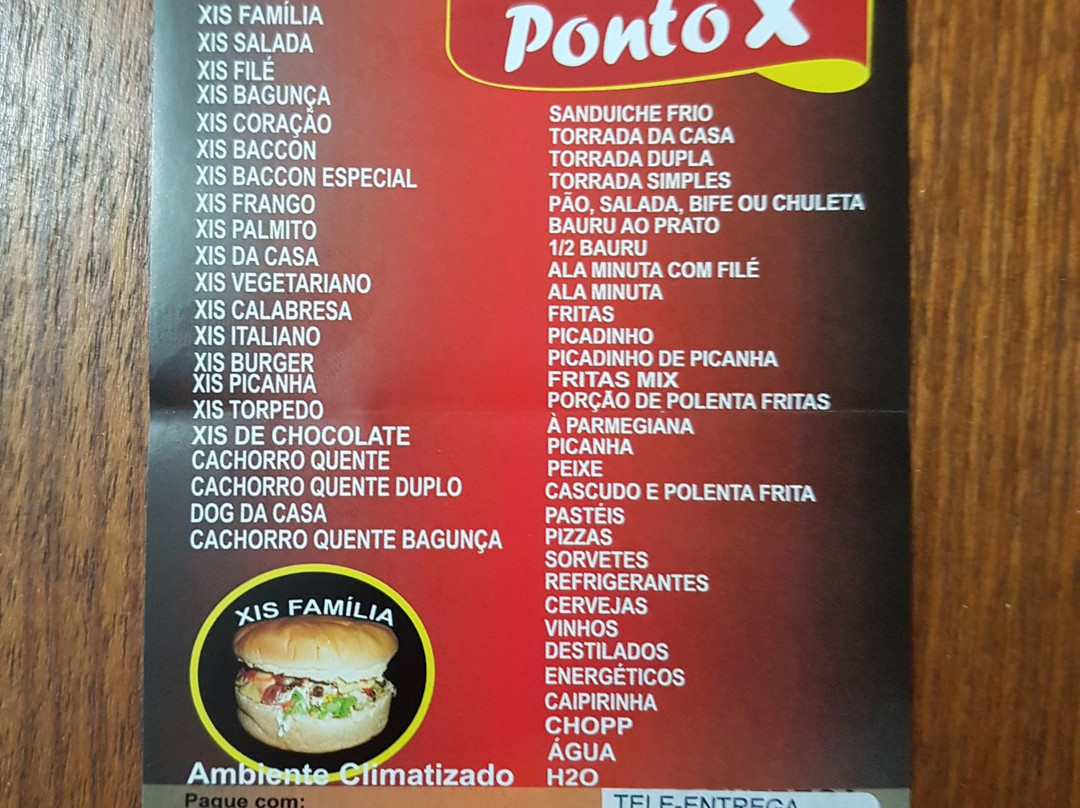 XIS FAMÍLIA
XIS SALADA
XIS FILÉ
XIS BAGUNÇA
XIS CORAÇÃO
XIS BACCON
XIS BACCON ESPECIAL
XIS FRANGO
XIS PALMITO
XIS DA CASA
XIS VEGETARIANO
XIS CALABRESA
XIS ITALIANO
XIS BURGER
XIS PICANHA
XIS TORPEDO
XIS DE CHOCOLATE
CACHORRO QUENTE
CACHORRO QUENTE DUPLO
DOG DA CASA
CACHORRO QUENTE BAGUNÇA
XIS FAMÍLIA
Ambiente Climatizado
Pague com:
Ponto X
SANDUICHE FRIO
TORRADA DA CASA
TORRADA DUPLA
TORRADA SIMPLES
PÃO, SALADA, BIFE OU CHULETA
BAURU AO PRATO
1/2 BAURU
ALA MINUTA COM FILÉ
ALA MINUTA
FRITAS
PICADINHO
PICADINHO DE PICANHA
FRITAS MIX
PORÇÃO DE POLENTA FRITAS
À PARMEGIANA
PICANHA
PEIXE
CASCUDO E POLENTA FRITA
PASTÉIS
PIZZAS
SORVETES
REFRIGERANTES
CERVEJAS
VINHOS
DESTILADOS
ENERGÉTICOS
CAIPIRINHA
CHOPP
ÁGUA
H2O
TELE-ENTREGA